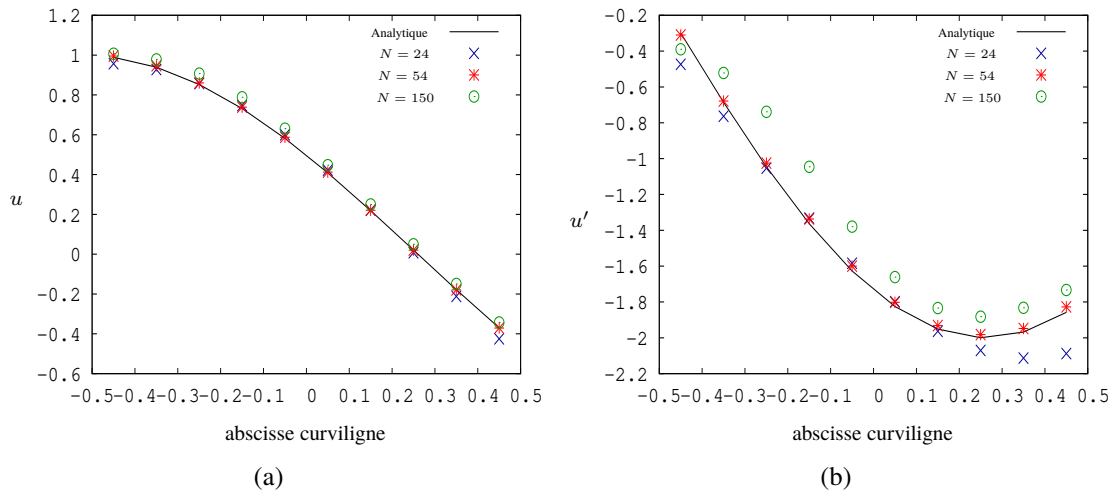 1.2
1
0.8
0.6
0.4
0.2
0
-0.2
-0.4
-0.6
-0.5 -0.4 -0.3 -0.2 -0.1 0 0.1 0.2 0.3 0.4 0.5
u
abscisse curviligne
Analytique
N = 24
N = 54
N = 150
(a)
-0.2
-0.4
-0.6
-0.8
-1
-1.2
-1.4
-1.6
-1.8
-2
-2.2
-0.5 -0.4 -0.3 -0.2 -0.1 0 0.1 0.2 0.3 0.4 0.5
u′
abscisse curviligne
Analytique
N = 24
N = 54
N = 150
(b)